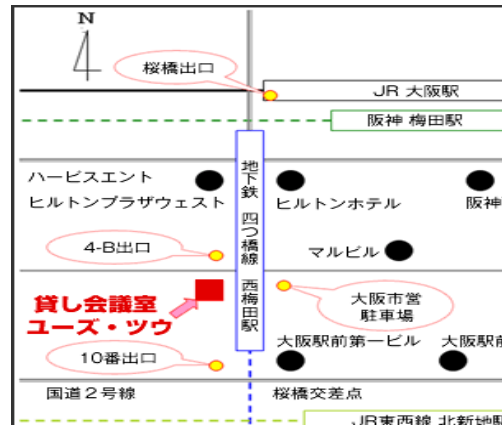 N
桜橋出口
JR 大阪駅
阪神 梅田駅
ハービスエント
ヒルトンプラザウェスト
地下鉄 四つ橋線 西梅田駅
ヒルトンホテル
阪神
4-B出口
マルビル
貸し会議室
ユーズ・ツウ
大阪市営
駐車場
10番出口
大阪駅前第一ビル
大阪駅前
国道2号線
桜橋交差点
JR東西線 北新地駅